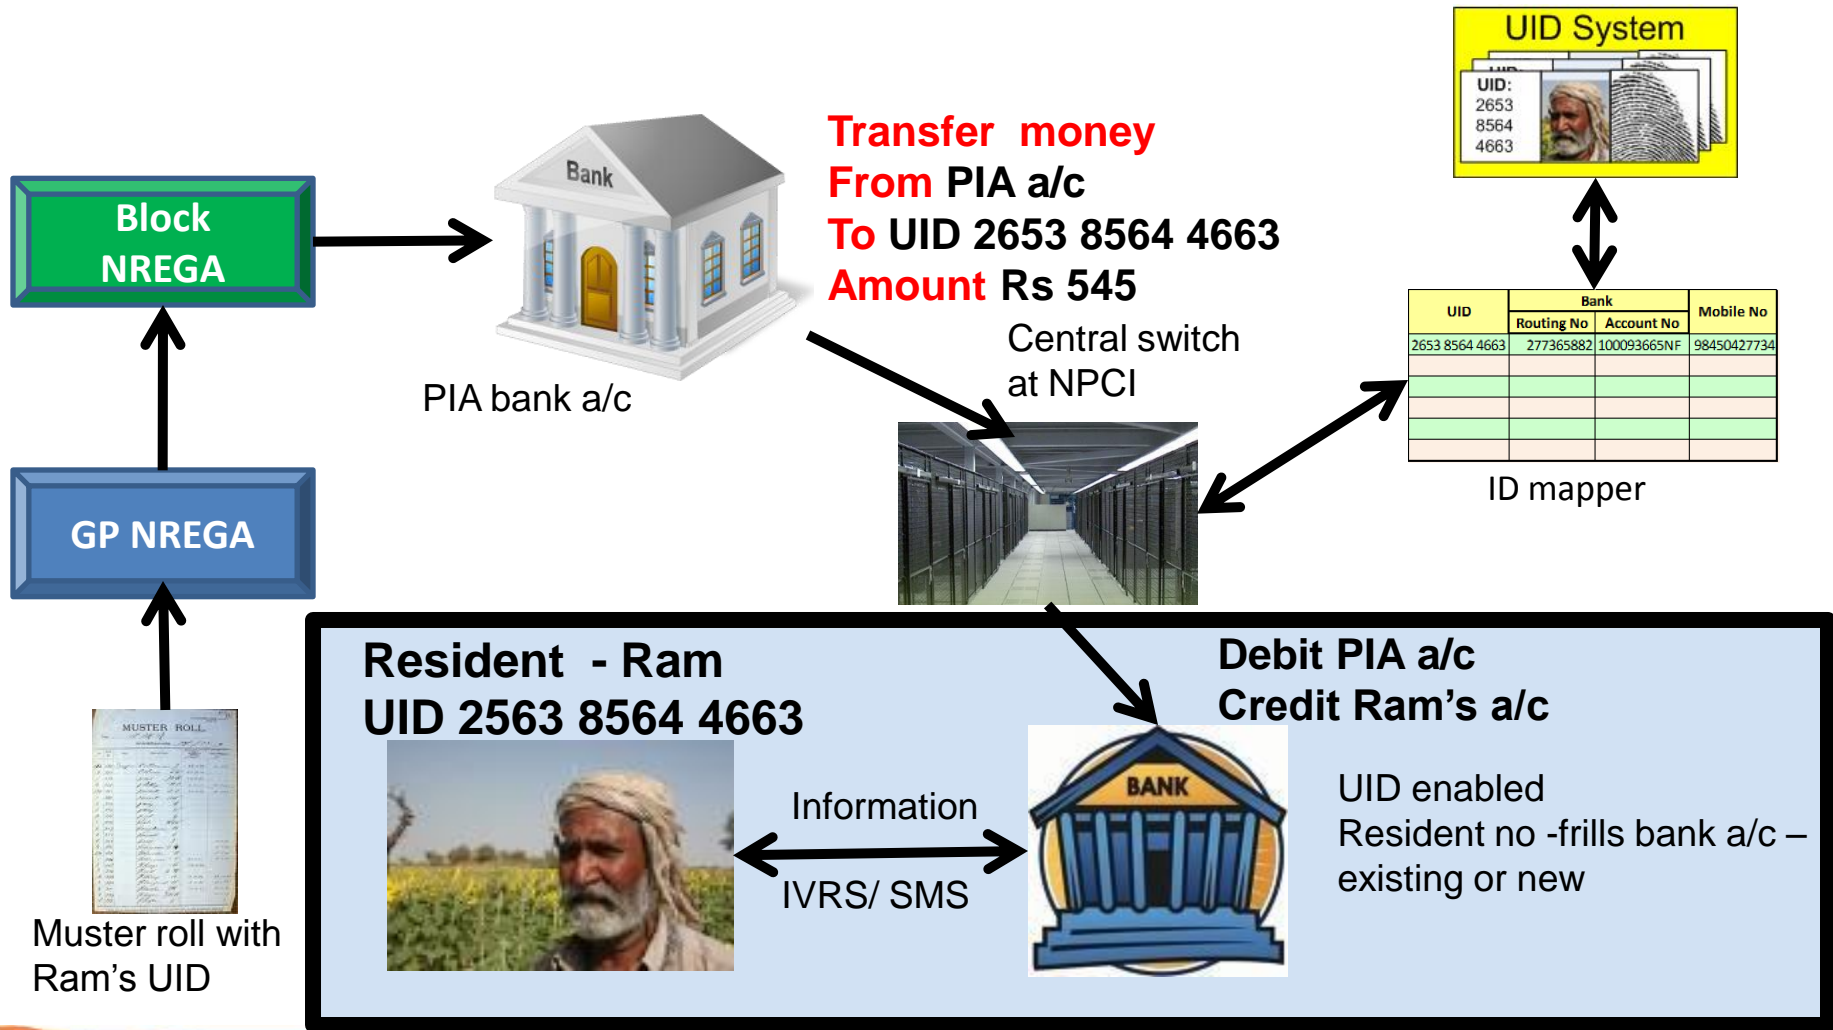 UID System
UID:
2653
8564
4663
Transfer money
From PIA a/c
To UID 2653 8564 4663
Amount Rs 545
Bank
Block
NREGA
PIA bank a/c
Central switch
at NPCI
UID Bank Mobile No
Routing No Account No
2653 8564 4663 277365882 100093665NF 98450427734
ID mapper
GP NREGA
MUSTER ROLL
Muster roll with
Ram's UID
Resident - Ram
UID 2563 8564 4663
Debit PIA a/c
Credit Ram’s a/c
Information
IVRS/ SMS
BANK
UID enabled
Resident no -frills bank a/c –
existing or new